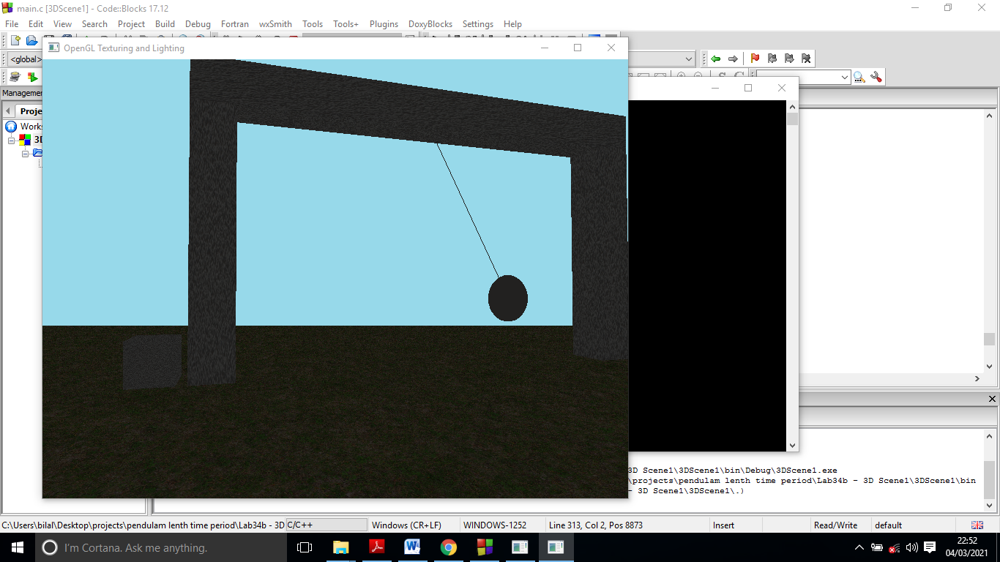 main.c [3DScene1] - Code::Blocks 17.12
File Edit View Search Project Build Debug Fortran wxSmith Tools Tools+ Plugins DoxyBlocks Settings Help
OpenGL Texturing and Lighting
<global>
Management
Proje
Works
3D
3D Scene1\3DScene1\bin\Debug\3DScene1.exe
\projects\pendulam lenth time period\Lab34b - 3D Scene1\3DScene1\bin
- 3D Scene1\3DScene1\.)
C:\Users\bilal\Desktop\projects\pendulam lenth time period\Lab34b - 3D C/C++ Windows (CR+LF) WINDOWS-1252 Line 313, Col 2, Pos 8873 Insert Read/Write default
I'm Cortana. Ask me anything.
22:52
04/03/2021